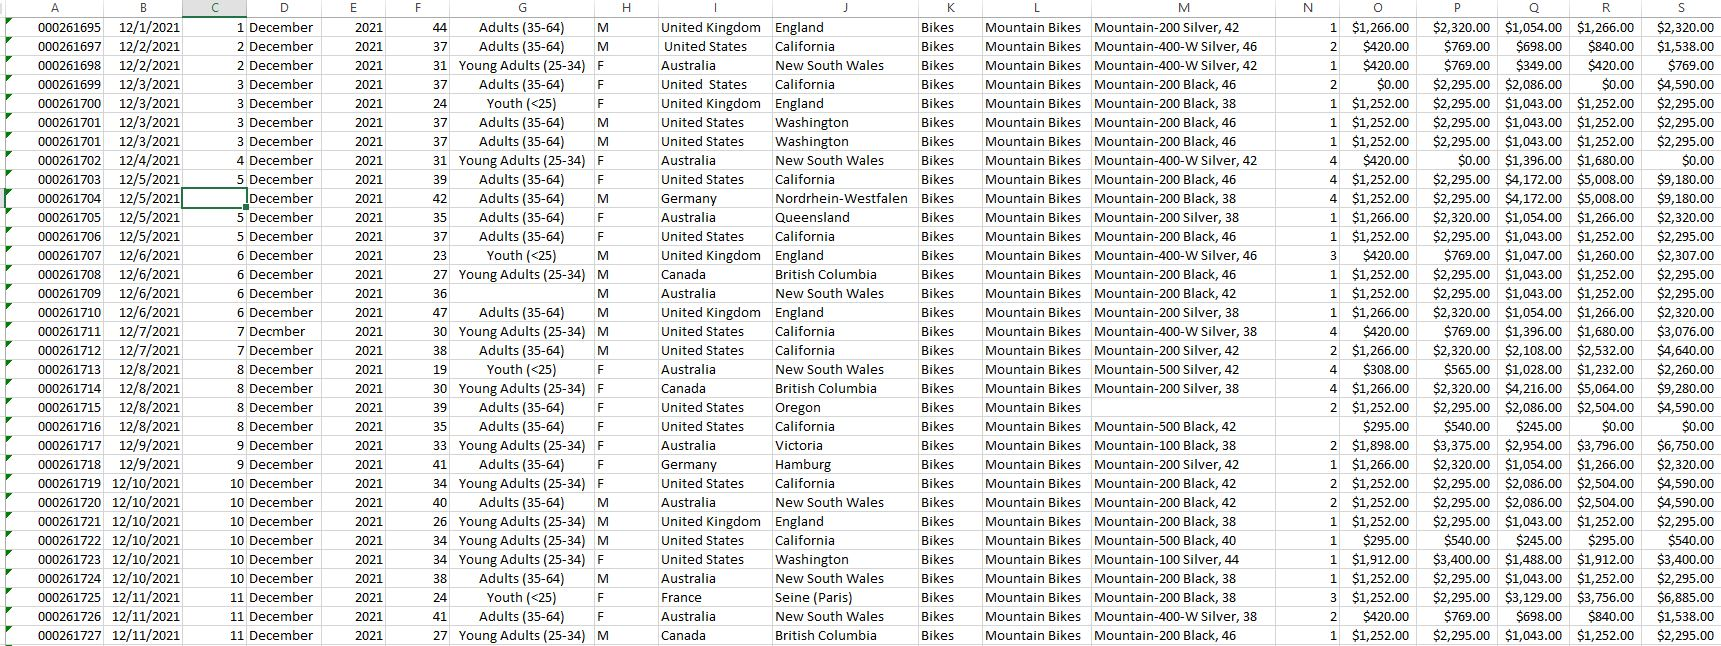 A B C D E F G H I J K L M N O P Q R S
000261695 12/1/2021 1 December 2021 44 Adults (35-64) M United Kingdom England Bikes Mountain Bikes Mountain-200 Silver, 42 1 $1,266.00 $2,320.00 $1,054.00 $1,266.00 $2,320.00
000261697 12/2/2021 2 December 2021 37 Adults (35-64) M United States California Bikes Mountain Bikes Mountain-400-W Silver, 46 2 $420.00 $769.00 $698.00 $840.00 $1,538.00
000261698 12/2/2021 2 December 2021 31 Young Adults (25-34) F Australia New South Wales Bikes Mountain Bikes Mountain-400-W Silver, 42 1 $420.00 $769.00 $349.00 $420.00 $769.00
000261699 12/3/2021 3 December 2021 37 Adults (35-64) F United  States California Bikes Mountain Bikes Mountain-200 Black, 46 2 $0.00 $2,295.00 $2,086.00 $0.00 $4,590.00
000261700 12/3/2021 3 December 2021 24 Youth (<25) F United Kingdom England Bikes Mountain Bikes Mountain-200 Black, 38 1 $1,252.00 $2,295.00 $1,043.00 $1,252.00 $2,295.00
000261701 12/3/2021 3 December 2021 37 Adults (35-64) M United States Washington Bikes Mountain Bikes Mountain-200 Black, 46 1 $1,252.00 $2,295.00 $1,043.00 $1,252.00 $2,295.00
000261701 12/3/2021 3 December 2021 37 Adults (35-64) M United States Washington Bikes Mountain Bikes Mountain-200 Black, 46 1 $1,252.00 $2,295.00 $1,043.00 $1,252.00 $2,295.00
000261702 12/4/2021 4 December 2021 31 Young Adults (25-34) F Australia New South Wales Bikes Mountain Bikes Mountain-400-W Silver, 42 4 $420.00 $0.00 $1,396.00 $1,680.00 $0.00
000261703 12/5/2021 5 December 2021 39 Adults (35-64) F United States California Bikes Mountain Bikes Mountain-200 Black, 46 4 $1,252.00 $2,295.00 $4,172.00 $5,008.00 $9,180.00
000261704 12/5/2021 December 2021 42 Adults (35-64) M Germany Nordrhein-Westfalen Bikes Mountain Bikes Mountain-200 Black, 38 4 $1,252.00 $2,295.00 $4,172.00 $5,008.00 $9,180.00
000261705 12/5/2021 5 December 2021 35 Adults (35-64) F Australia Queensland Bikes Mountain Bikes Mountain-200 Silver, 38 1 $1,266.00 $2,320.00 $1,054.00 $1,266.00 $2,320.00
000261706 12/5/2021 5 December 2021 37 Adults (35-64) F United States California Bikes Mountain Bikes Mountain-200 Black, 46 1 $1,252.00 $2,295.00 $1,043.00 $1,252.00 $2,295.00
000261707 12/6/2021 6 December 2021 23 Youth (<25) M United Kingdom England Bikes Mountain Bikes Mountain-400-W Silver, 46 3 $420.00 $769.00 $1,047.00 $1,260.00 $2,307.00
000261708 12/6/2021 6 December 2021 27 Young Adults (25-34) M Canada British Columbia Bikes Mountain Bikes Mountain-200 Black, 46 1 $1,252.00 $2,295.00 $1,043.00 $1,252.00 $2,295.00
000261709 12/6/2021 6 December 2021 36 M Australia New South Wales Bikes Mountain Bikes Mountain-200 Black, 42 1 $1,252.00 $2,295.00 $1,043.00 $1,252.00 $2,295.00
000261710 12/6/2021 6 December 2021 47 Adults (35-64) M United Kingdom England Bikes Mountain Bikes Mountain-200 Silver, 38 1 $1,266.00 $2,320.00 $1,054.00 $1,266.00 $2,320.00
000261711 12/7/2021 7 Decmber 2021 30 Young Adults (25-34) M United States California Bikes Mountain Bikes Mountain-400-W Silver, 38 4 $420.00 $769.00 $1,396.00 $1,680.00 $3,076.00
000261712 12/7/2021 7 December 2021 38 Adults (35-64) M United States California Bikes Mountain Bikes Mountain-200 Silver, 42 2 $1,266.00 $2,320.00 $2,108.00 $2,532.00 $4,640.00
000261713 12/8/2021 8 December 2021 19 Youth (<25) F Australia New South Wales Bikes Mountain Bikes Mountain-500 Silver, 42 4 $308.00 $565.00 $1,028.00 $1,232.00 $2,260.00
000261714 12/8/2021 8 December 2021 30 Young Adults (25-34) F Canada British Columbia Bikes Mountain Bikes Mountain-200 Silver, 38 4 $1,266.00 $2,320.00 $4,216.00 $5,064.00 $9,280.00
000261715 12/8/2021 8 December 2021 39 Adults (35-64) F United States Oregon Bikes Mountain Bikes 2 $1,252.00 $2,295.00 $2,086.00 $2,504.00 $4,590.00
000261716 12/8/2021 8 December 2021 35 Adults (35-64) F United States California Bikes Mountain Bikes Mountain-500 Black, 42 $295.00 $540.00 $245.00 $0.00 $0.00
000261717 12/9/2021 9 December 2021 33 Young Adults (25-34) F Australia Victoria Bikes Mountain Bikes Mountain-100 Black, 38 2 $1,898.00 $3,375.00 $2,954.00 $3,796.00 $6,750.00
000261718 12/9/2021 9 December 2021 41 Adults (35-64) F Germany Hamburg Bikes Mountain Bikes Mountain-200 Silver, 42 1 $1,266.00 $2,320.00 $1,054.00 $1,266.00 $2,320.00
000261719 12/10/2021 10 December 2021 34 Young Adults (25-34) F United States California Bikes Mountain Bikes Mountain-200 Black, 42 2 $1,252.00 $2,295.00 $2,086.00 $2,504.00 $4,590.00
000261720 12/10/2021 10 December 2021 40 Adults (35-64) M Australia New South Wales Bikes Mountain Bikes Mountain-200 Black, 42 2 $1,252.00 $2,295.00 $2,086.00 $2,504.00 $4,590.00
000261721 12/10/2021 10 December 2021 26 Young Adults (25-34) M United Kingdom England Bikes Mountain Bikes Mountain-200 Black, 38 1 $1,252.00 $2,295.00 $1,043.00 $1,252.00 $2,295.00
000261722 12/10/2021 10 December 2021 34 Young Adults (25-34) M United States California Bikes Mountain Bikes Mountain-500 Black, 40 1 $295.00 $540.00 $245.00 $295.00 $540.00
000261723 12/10/2021 10 December 2021 34 Young Adults (25-34) F United States Washington Bikes Mountain Bikes Mountain-100 Silver, 44 1 $1,912.00 $3,400.00 $1,488.00 $1,912.00 $3,400.00
000261724 12/10/2021 10 December 2021 38 Adults (35-64) M Australia New South Wales Bikes Mountain Bikes Mountain-200 Black, 38 1 $1,252.00 $2,295.00 $1,043.00 $1,252.00 $2,295.00
000261725 12/11/2021 11 December 2021 24 Youth (<25) F France Seine (Paris) Bikes Mountain Bikes Mountain-200 Black, 38 3 $1,252.00 $2,295.00 $3,129.00 $3,756.00 $6,885.00
000261726 12/11/2021 11 December 2021 41 Adults (35-64) F Australia New South Wales Bikes Mountain Bikes Mountain-400-W Silver, 38 2 $420.00 $769.00 $698.00 $840.00 $1,538.00
000261727 12/11/2021 11 December 2021 27 Young Adults (25-34) M Canada British Columbia Bikes Mountain Bikes Mountain-200 Black, 46 1 $1,252.00 $2,295.00 $1,043.00 $1,252.00 $2,295.00